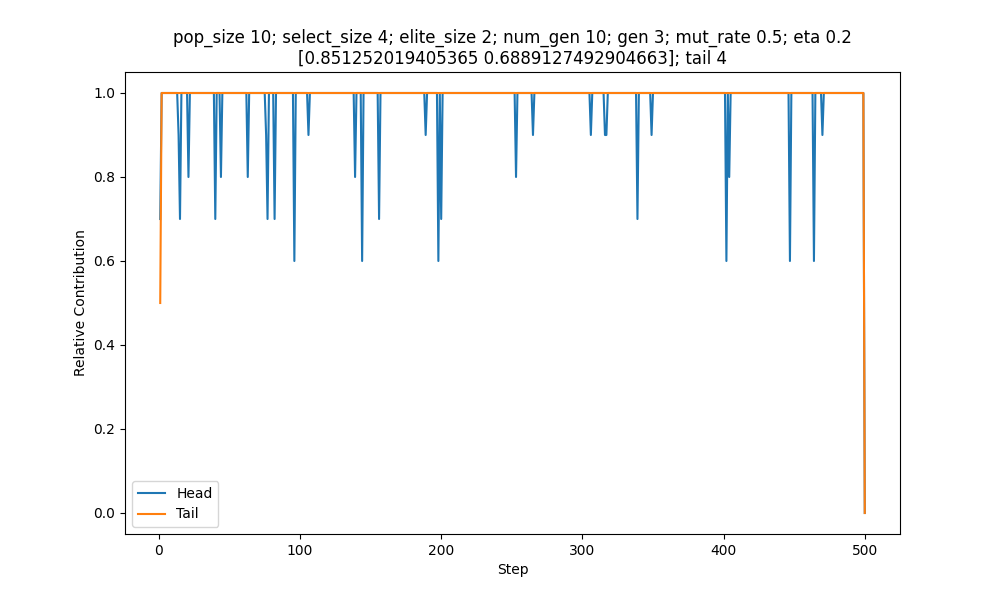 pop_size 10; select_size 4; elite_size 2; num_gen 10; gen 3; mut_rate 0.5; eta 0.2
[0.851252019405365 0.6889127492904663]; tail 4
Relative Contribution
1.0
0.8
0.6
0.4
0.2
0.0
Head
Tail
0
100
200
300
400
500
Step